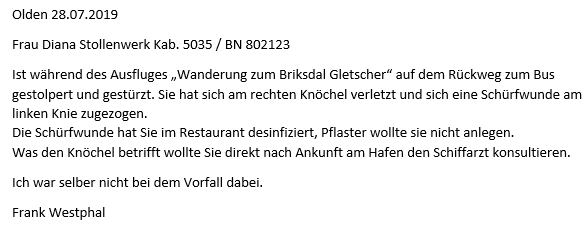 Olden 28.07.2019
Frau Diana Stollenwerk Kab. 5035 / BN 802123
Ist während des Ausfluges „Wanderung zum Briksdal Gletscher“ auf dem Rückweg zum Bus
gestolpert und gestürzt. Sie hat sich am rechten Knöchel verletzt und sich eine Schürfwunde am
linken Knie zugezogen.
Die Schürfwunde hat Sie im Restaurant desinfiziert, Pflaster wollte sie nicht anlegen.
Was den Knöchel betrifft wollte Sie direkt nach Ankunft am Hafen den Schiffarzt konsultieren.
Ich war selber nicht bei dem Vorfall dabei.
Frank Westphal